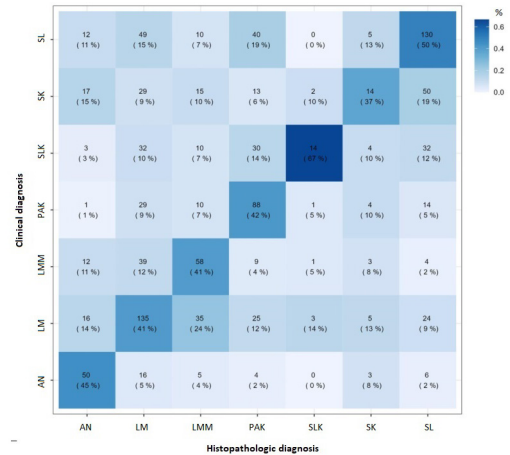 %
0.6
0.4
0.2
0.0
SL
12 49 10 40 0 5 130
( 11 %) ( 15 %) ( 7 %) ( 19 %) ( 0 %) ( 13 %) ( 50 %)
SK
17 29 15 13 2 14 50
( 15 %) ( 9 %) ( 10 %) ( 6 %) ( 10 %) ( 37 %) ( 19 %)
SLK
3 32 10 30 14 4 32
( 3 %) ( 10 %) ( 7 %) ( 14 %) ( 67 %) ( 10 %) ( 12 %)
Clinical diagnosis
PAK
1 29 10 88 1 4 14
( 1 %) ( 9 %) ( 7 %) ( 42 %) ( 5 %) ( 10 %) ( 5 %)
LMM
12 39 58 9 1 3 4
( 11 %) ( 12 %) ( 41 %) ( 4 %) ( 5 %) ( 8 %) ( 2 %)
LM
16 135 35 25 3 5 24
( 14 %) ( 41 %) ( 24 %) ( 12 %) ( 14 %) ( 13 %) ( 9 %)
AN
50 16 5 4 0 3 6
( 45 %) ( 5 %) ( 4 %) ( 2 %) ( 0 %) ( 8 %) ( 2 %)
AN LM LMM PAK SLK SK SL
Histopathologic diagnosis